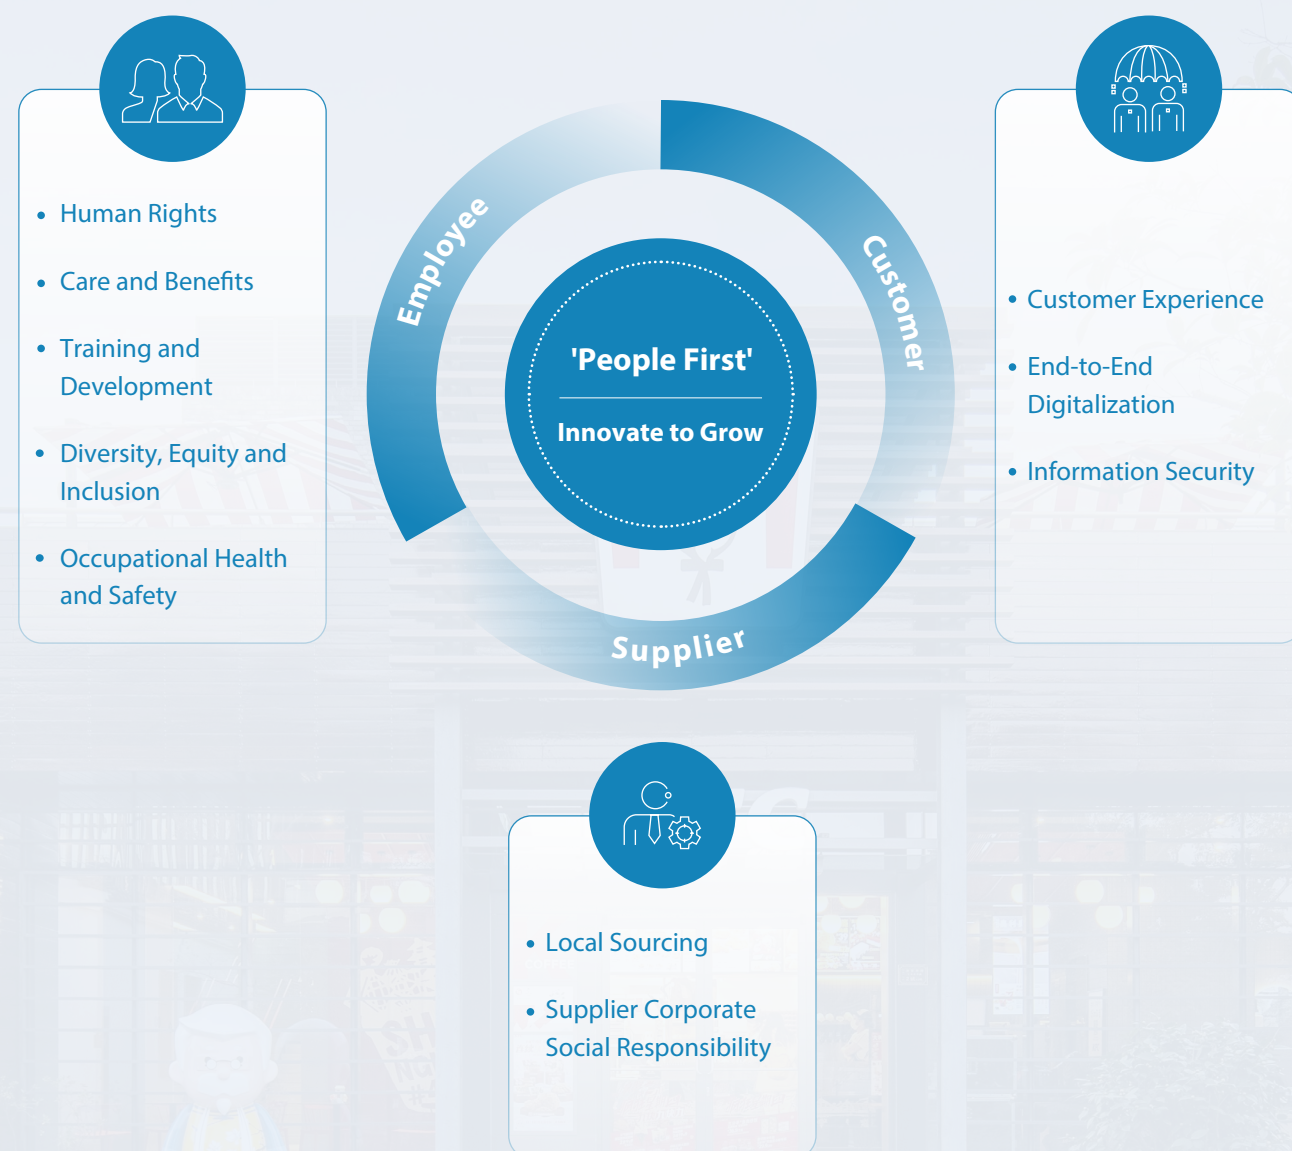 Human Rights
Care and Benefits
Training and
Development
Diversity, Equity and
Inclusion
Occupational Health
and Safety
Employee
Customer
Supplier
'People First'
Innovate to Grow
Customer Experience
End-to-End
Digitalization
Information Security
Local Sourcing
Supplier Corporate
Social Responsibility